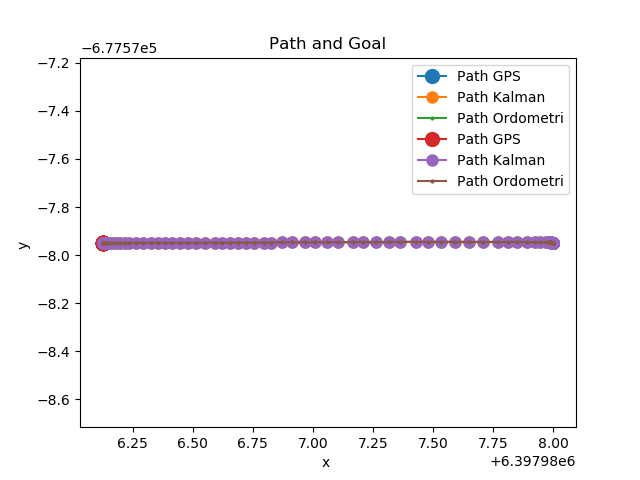 Path and Goal
−6.7757e5
−7.2
−7.4
−7.6
−7.8
−8.0
−8.2
−8.4
−8.6
y
Path GPS
Path Kalman
Path Ordometri
Path GPS
Path Kalman
Path Ordometri
6.25 6.50 6.75 7.00 7.25 7.50 7.75 8.00
x
+6.39798e6